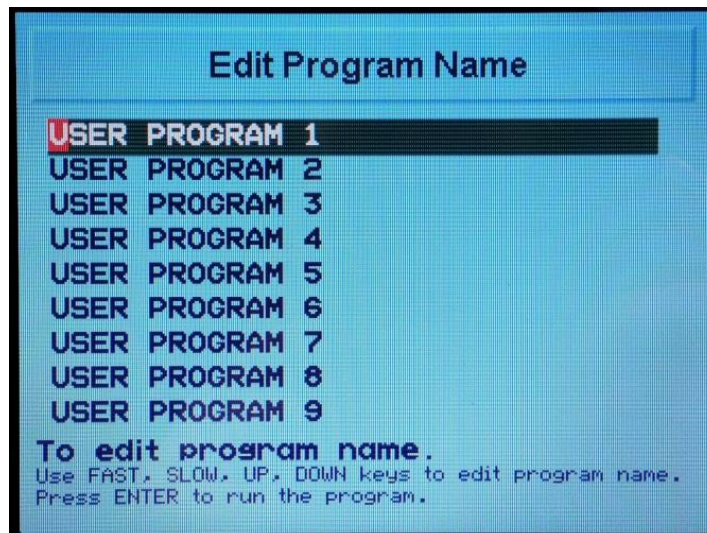 Edit Program Name
USER PROGRAM 1
USER PROGRAM 2
USER PROGRAM 3
USER PROGRAM 4
USER PROGRAM 5
USER PROGRAM 6
USER PROGRAM 7
USER PROGRAM 8
USER PROGRAM 9
To edit program name.
Use FAST, SLOW, UP, DOWN keys to edit program name.
Press ENTER to run the program.